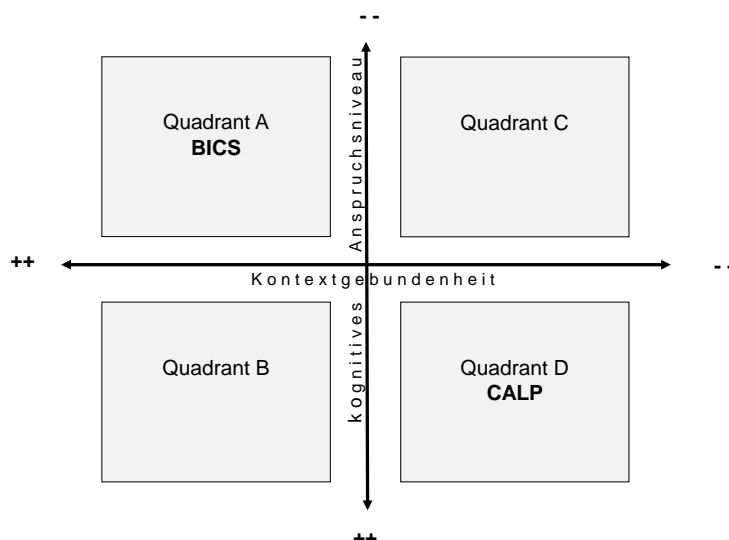 - -
Quadrant A
BICS
Quadrant C
Anspruchsniveau
++
- -
Kontextgebundenheit
kognitives
Quadrant B
Quadrant D
CALP
++